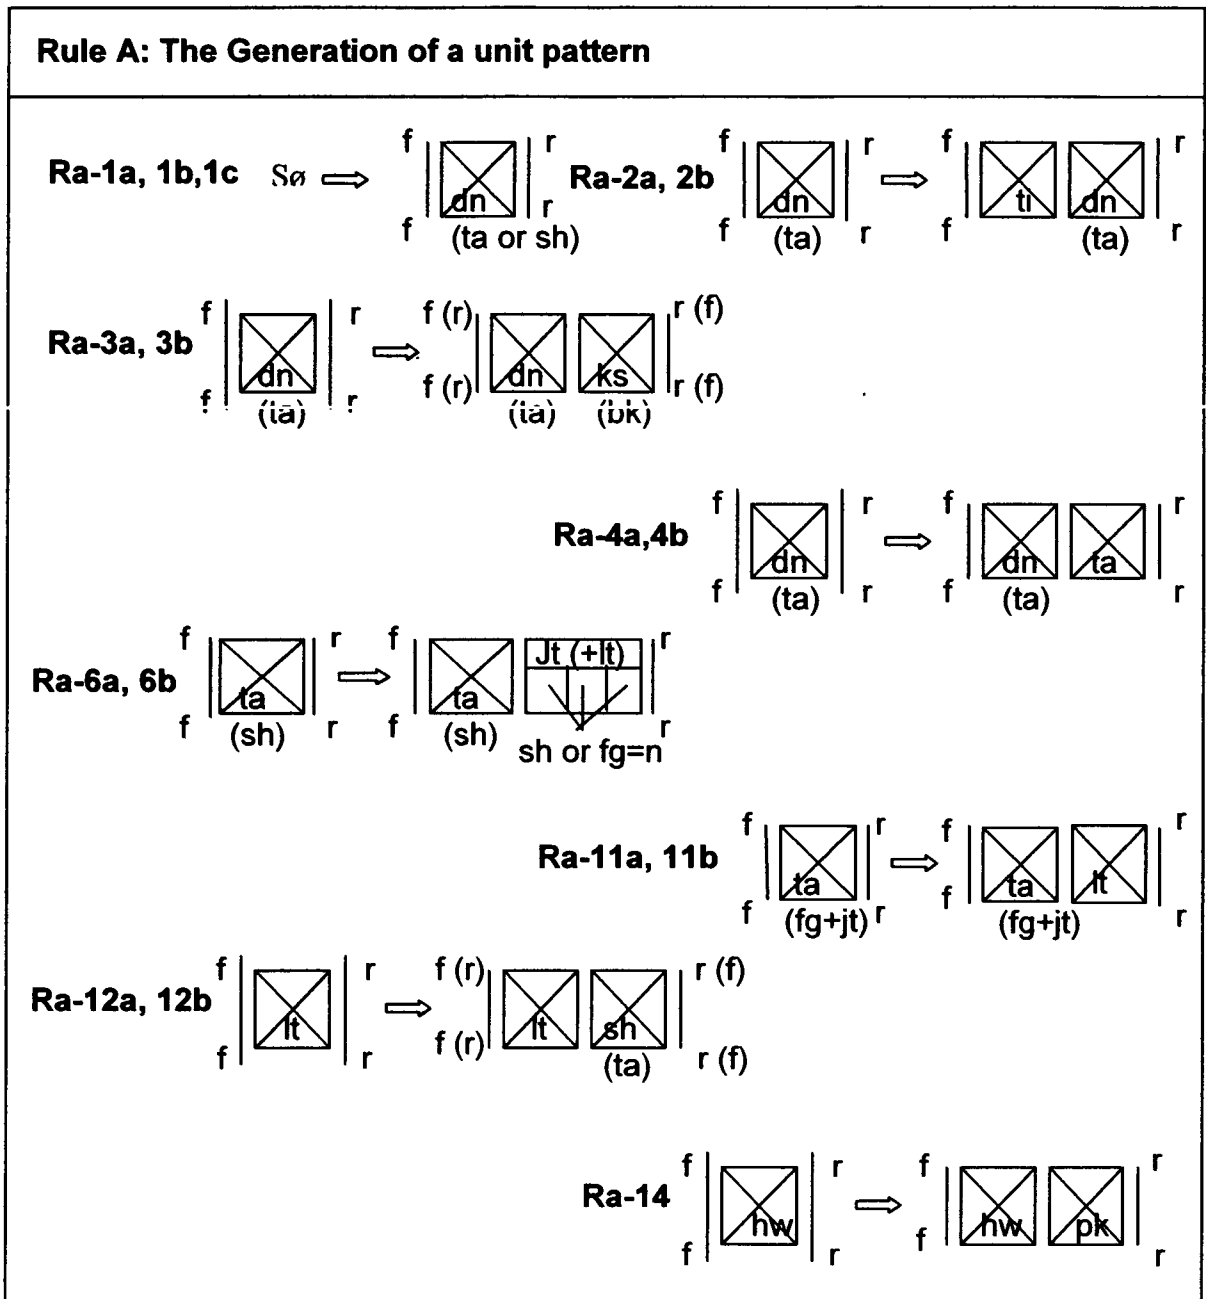 Rule A: The Generation of a unit pattern
Ra-1a, 1b,1c Sø ⇒ f f dn (ta or sh) r r
Ra-2a, 2b f f dn (ta) r r ⇒ f f ti dn (ta) r r
Ra-3a, 3b f f dn (ta) r r ⇒ f (r) f (r) dn (ta) ks (bk) r (f) r (f)
Ra-4a,4b f f dn (ta) r r ⇒ f f dn (ta) ta r r
Ra-6a, 6b f f ta (sh) r r ⇒ f f ta (sh) Jt (+lt) sh or fg=n r r
Ra-11a, 11b f f ta (fg+jt) r r ⇒ f f ta (fg+jt) lt r r
Ra-12a, 12b f f lt r r ⇒ f (r) f (r) lt sh (ta) r (f) r (f)
Ra-14 f f hw r r ⇒ f f hw pk r r